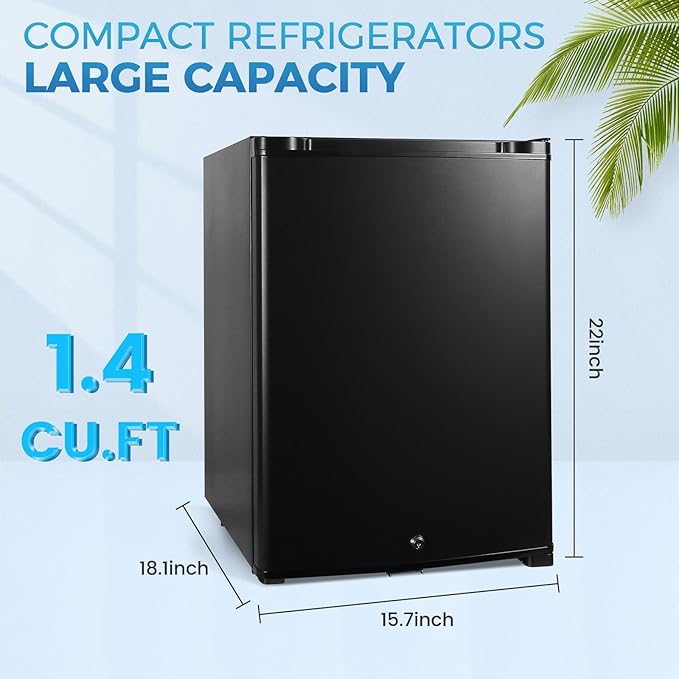 COMPACT REFRIGERATORS
LARGE CAPACITY
1.4
CU.FT
22inch
18.1inch
15.7inch